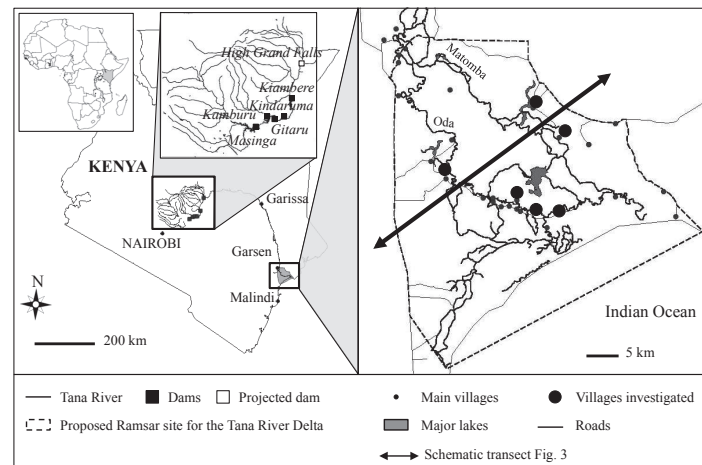 High Grand Falls
Kiambere
Kindaruma
Kamburu
Gitaru
Masinga
KENYA
Garissa
NAIROBI
Garsen
Malindi
N
200 km
Matomba
Oda
Indian Ocean
5 km
Tana River
Dams
Projected dam
Main villages
Villages investigated
Proposed Ramsar site for the Tana River Delta
Major lakes
Roads
Schematic transect Fig. 3